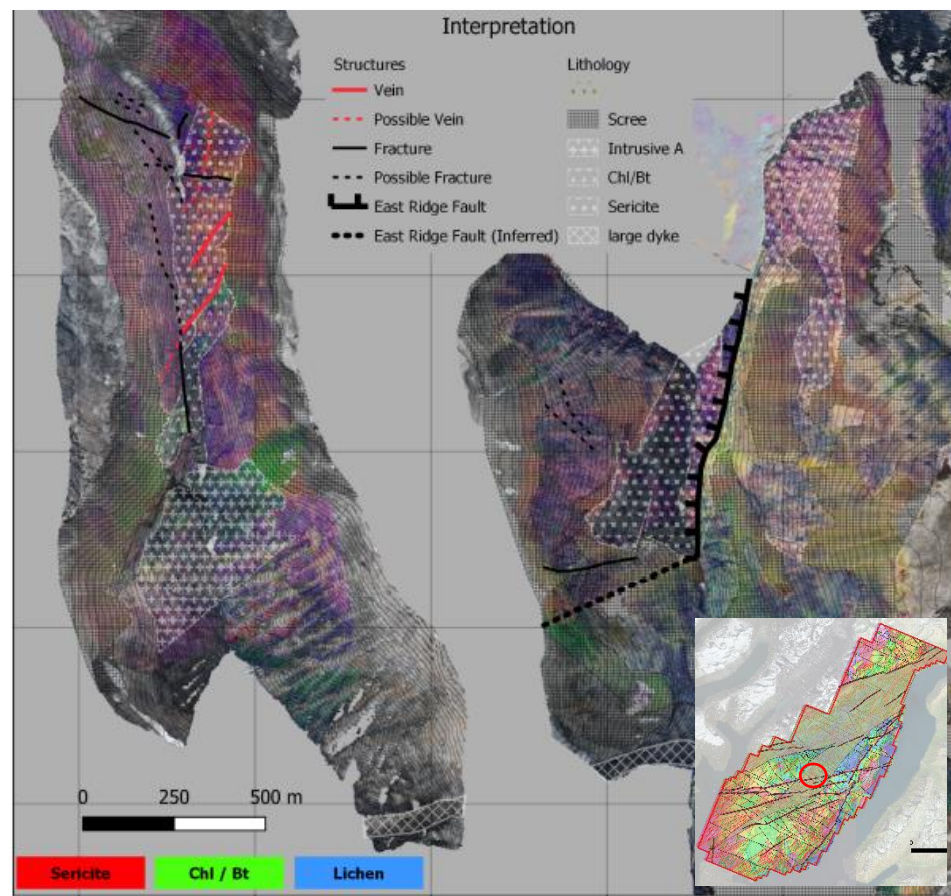 Interpretation
Structures
Vein
Possible Vein
Fracture
Possible Fracture
East Ridge Fault
East Ridge Fault (Inferred)
Lithology
Scree
Intrusive A
Chl/Bt
Sericite
large dyke
0 250 500 m
Sericite Chl / Bt Lichen